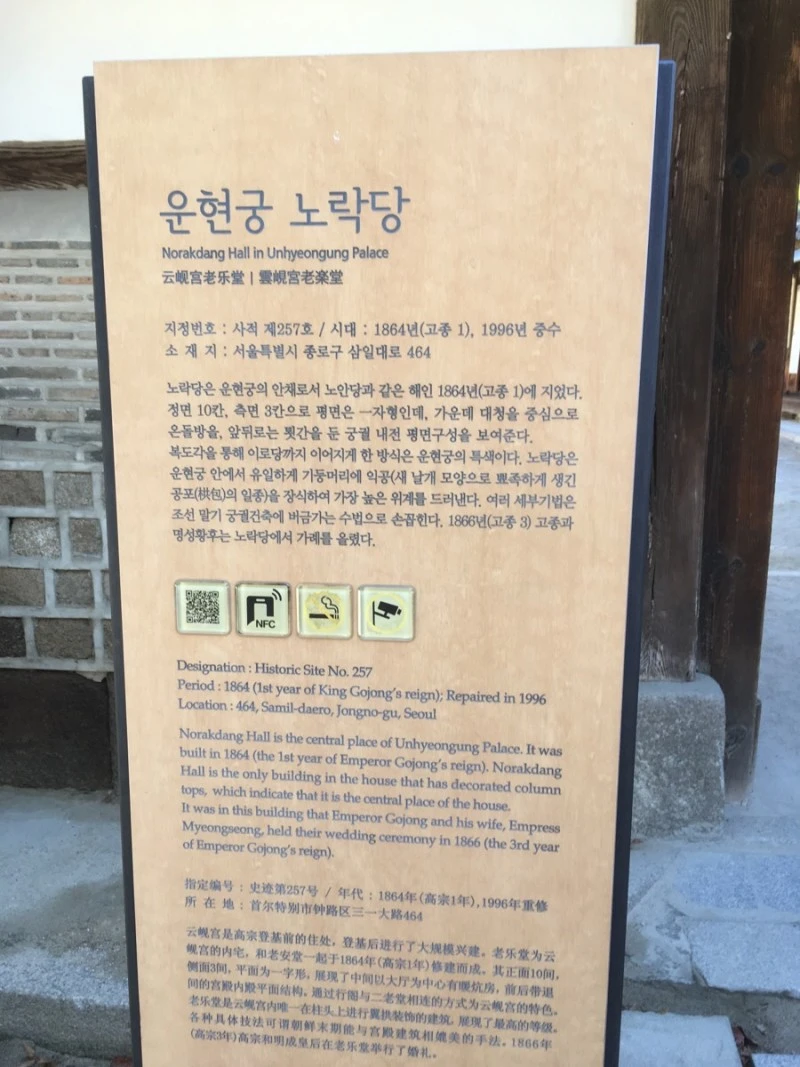 운현궁 노락당
Norakdang Hall in Unhyeongung Palace
云岘宫老乐堂 | 雲峴宮老楽堂
지정번호 : 사적 제257호 / 시대 : 1864년(고종 1), 1996년 중수
소 재 지 : 서울특별시 종로구 삼일대로 464
노락당은 운현궁의 안채로서 노안당과 같은 해인 1864년(고종 1)에 지었다.
정면 10칸, 측면 3칸으로 평면은 一자형인데, 가운데 대청을 중심으로
온돌방을, 앞뒤로는 툇간을 둔 궁궐 내전 평면구성을 보여준다.
복도각을 통해 이로당까지 이어지게 한 방식은 운현궁의 특색이다. 노락당은
운현궁 안에서 유일하게 기둥머리에 익공(새 날개 모양으로 뾰족하게 생긴
공포(栱包)의 일종)을 장식하여 가장 높은 위계를 드러낸다. 여러 세부기법은
조선 말기 궁궐건축에 버금가는 수법으로 손꼽힌다. 1866년(고종 3) 고종과
명성황후는 노락당에서 가례를 올렸다.
NFC
Designation : Historic Site No. 257
Period : 1864 (1st year of King Gojong's reign); Repaired in 1996
Location : 464, Samil-daero, Jongno-gu, Seoul
Norakdang Hall is the central place of Unhyeongung Palace. It was
built in 1864 (the 1st year of Emperor Gojong's reign). Norakdang
Hall is the only building in the house that has decorated column
tops, which indicate that it is the central place of the house.
It was in this building that Emperor Gojong and his wife, Empress
Myeongseong, held their wedding ceremony in 1866 (the 3rd year
of Emperor Gojong's reign).
指定编号 : 史迹第257号 / 年代 : 1864年(高宗1年),1996年重修
所 在 地 : 首尔特别市钟路区三一大路464
云岘宫是高宗登基前的住处，登基后进行了大规模兴建。老乐堂为云
岘宫的内宅，和老安堂一起于1864年(高宗1年)修建而成。其正面10间，
侧面3间，平面为一字形，展现了中间以大厅为中心有暖炕房，前后带退
间的宫殿内殿平面结构。通过行阁与二老堂相连的方式为云岘宫的特色。
老乐堂是云岘宫内唯一在柱头上进行翼拱装饰的建筑，展现了最高的等级。
各种具体技法可谓朝鲜末期能与宫殿建筑相媲美的手法。1866年
(高宗3年)高宗和明成皇后在老乐堂举行了婚礼。